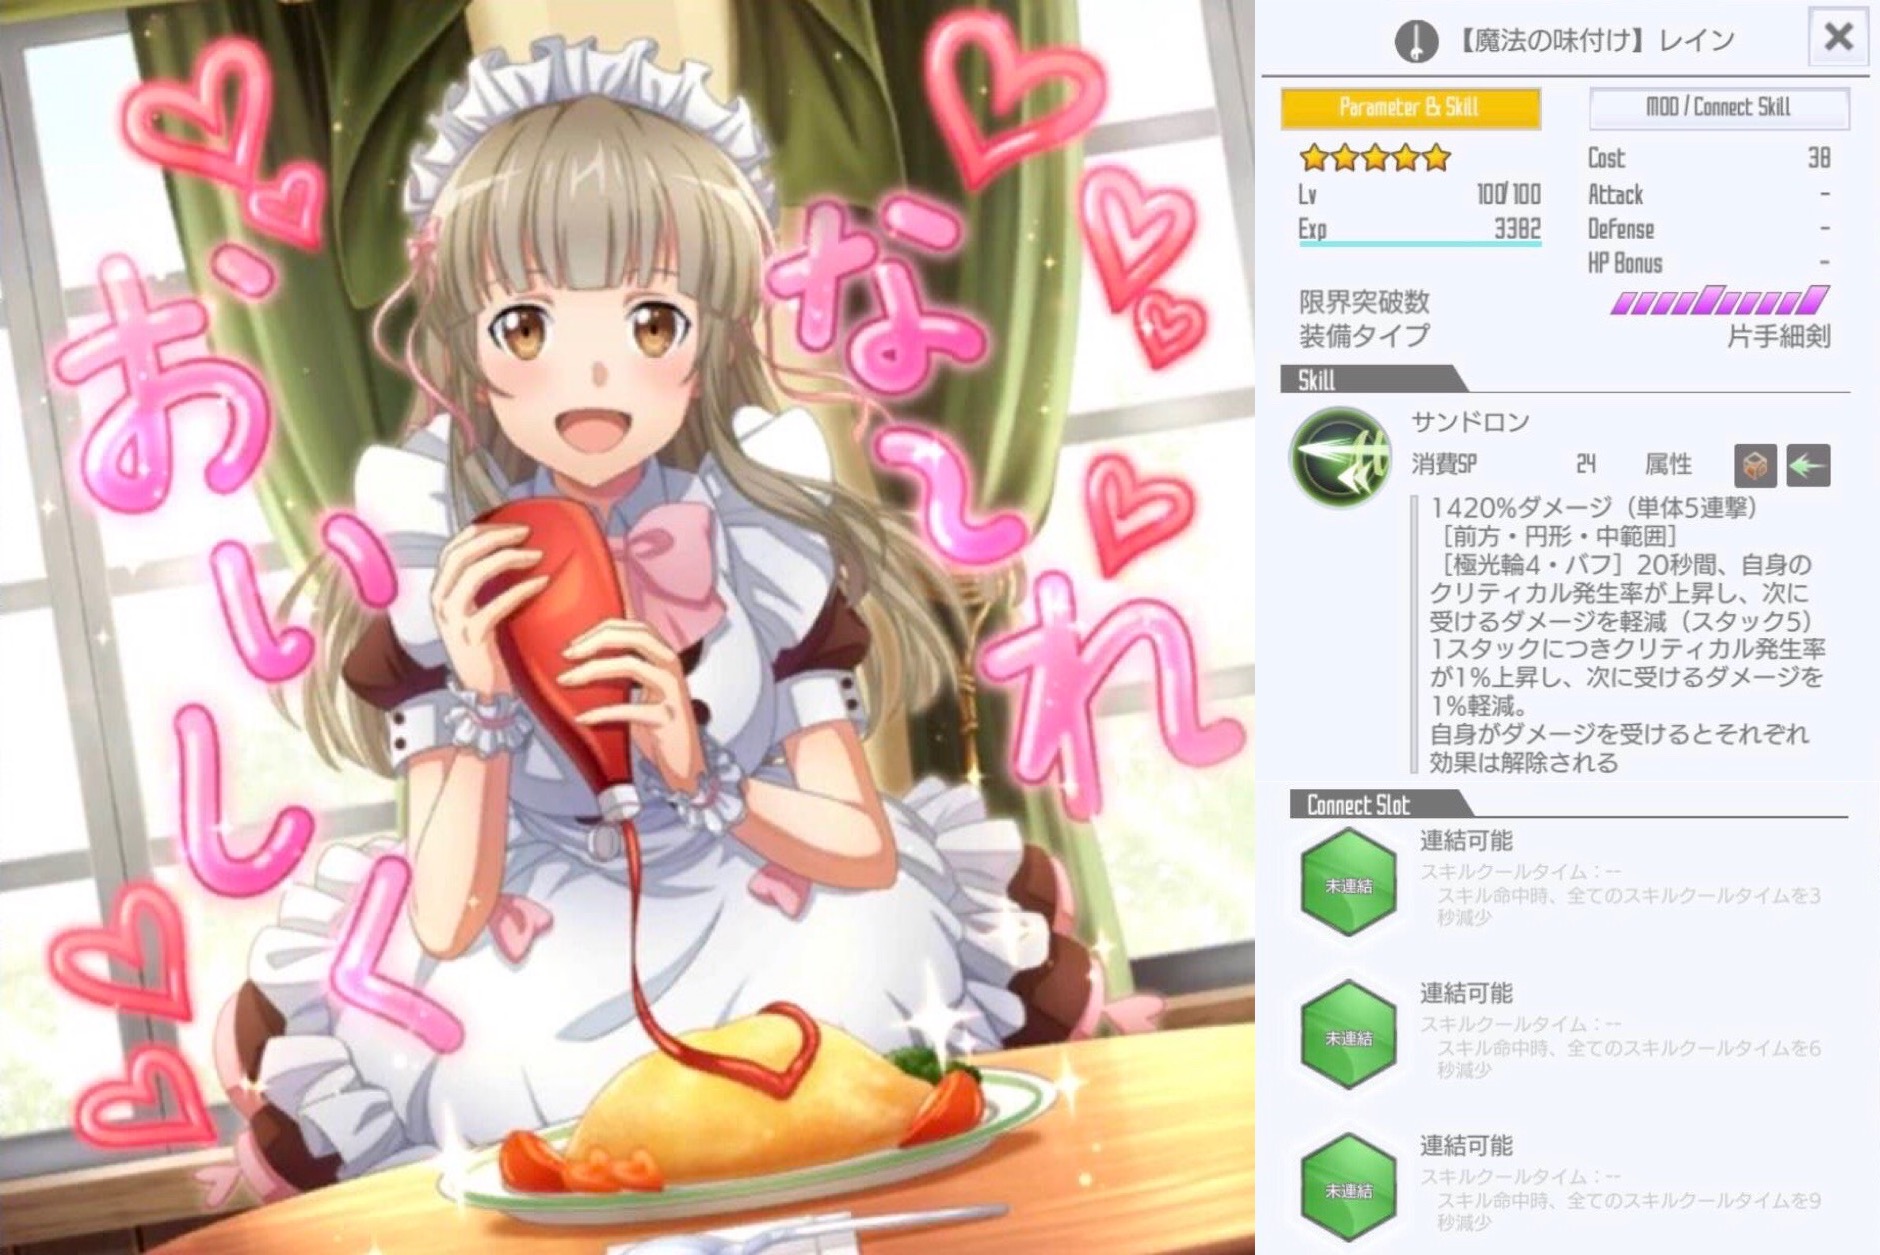 おいしく
な～れ
【魔法の味付け】レイン
Parameter & Skill
MOD / Connect Skill
Lv 100/100
Exp 3382
Cost 38
Attack -
Defense -
HP Bonus -
限界突破数
装備タイプ 片手細剣
Skill
サンドロン
消費SP 24 属性
1420%ダメージ（単体5連撃）
［前方・円形・中範囲］
［極光輪4・バフ］20秒間、自身の
クリティカル発生率が上昇し、次に
受けるダメージを軽減（スタック5）
1スタックにつきクリティカル発生率
が1%上昇し、次に受けるダメージを
1%軽減。
自身がダメージを受けるとそれぞれ
効果は解除される
Connect Slot
未連結
連結可能
スキルクールタイム：--
スキル命中時、全てのスキルクールタイムを3
秒減少
未連結
連結可能
スキルクールタイム：--
スキル命中時、全てのスキルクールタイムを6
秒減少
未連結
連結可能
スキルクールタイム：--
スキル命中時、全てのスキルクールタイムを9
秒減少